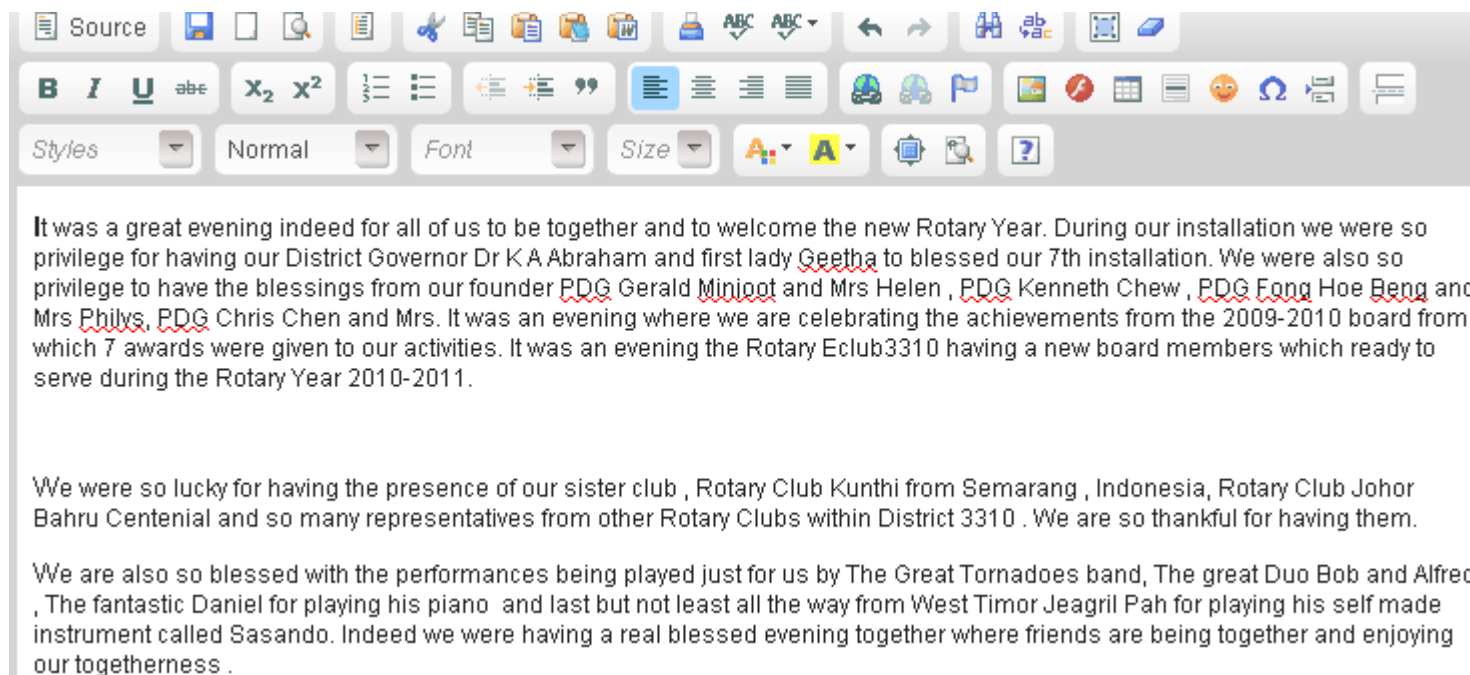 Source ABC ABC
B I U abc X₂ X²
Styles Normal Font Size A A
It was a great evening indeed for all of us to be together and to welcome the new Rotary Year. During our installation we were so
privilege for having our District Governor Dr K A Abraham and first lady Geetha to blessed our 7th installation. We were also so
privilege to have the blessings from our founder PDG Gerald Minjoot and Mrs Helen , PDG Kenneth Chew , PDG Fong Hoe Beng and
Mrs Philys, PDG Chris Chen and Mrs. It was an evening where we are celebrating the achievements from the 2009-2010 board from
which 7 awards were given to our activities. It was an evening the Rotary Eclub3310 having a new board members which ready to
serve during the Rotary Year 2010-2011.
We were so lucky for having the presence of our sister club , Rotary Club Kunthi from Semarang , Indonesia, Rotary Club Johor
Bahru Centenial and so many representatives from other Rotary Clubs within District 3310 . We are so thankful for having them.
We are also so blessed with the performances being played just for us by The Great Tornadoes band, The great Duo Bob and Alfred
, The fantastic Daniel for playing his piano  and last but not least all the way from West Timor Jeagril Pah for playing his self made
instrument called Sasando. Indeed we were having a real blessed evening together where friends are being together and enjoying
our togetherness .